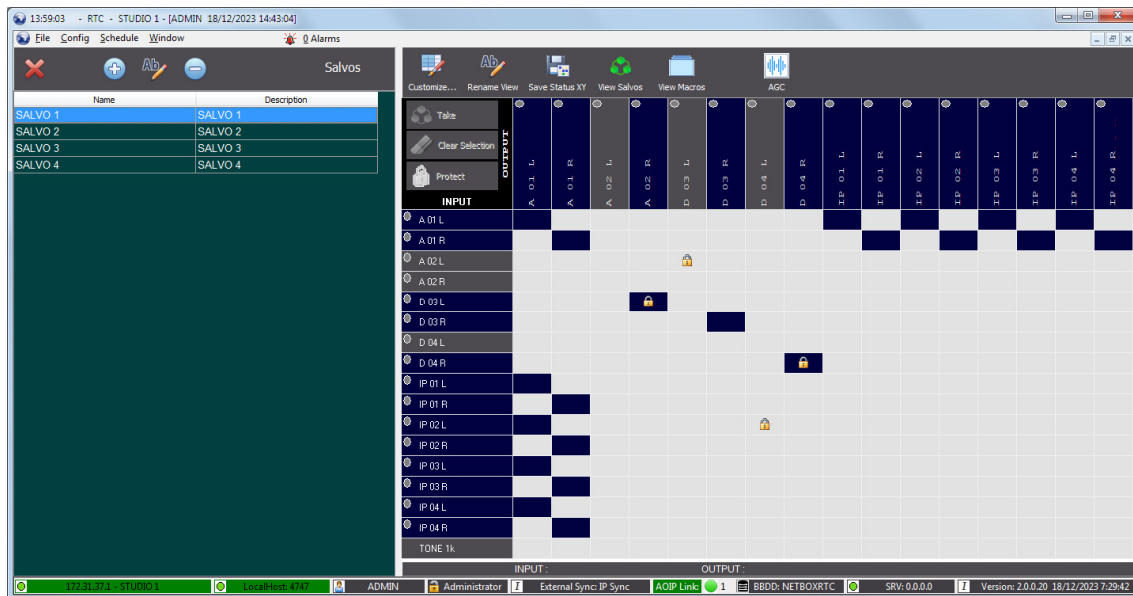 13:59:03 - RTC - STUDIO 1 - [ADMIN 18/12/2023 14:43:04]
File Config Schedule Window 0 Alarms
Ab Salvos
Name Description
SALVO 1 SALVO 1
SALVO 2 SALVO 2
SALVO 3 SALVO 3
SALVO 4 SALVO 4
Ab
Customize... Rename View Save Status XY View Salvos View Macros AGC
Take
Clear Selection
Protect
OUTPUT
INPUT
A 01 L
A 01 R
A 02 L
A 02 R
D 03 L
D 03 R
D 04 L
D 04 R
IP 01 L
IP 01 R
IP 02 L
IP 02 R
IP 03 L
IP 03 R
IP 04 L
IP 04 R
A 01 L
A 01 R
A 02 L
A 02 R
D 03 L
D 03 R
D 04 L
D 04 R
IP 01 L
IP 01 R
IP 02 L
IP 02 R
IP 03 L
IP 03 R
IP 04 L
IP 04 R
TONE 1k
INPUT : OUTPUT :
172.31.37.1 - STUDIO 1 LocalHost: 4747 ADMIN Administrator I External Sync: IP Sync AOIP Link: 1 BBDD: NETBOXRTC SRV: 0.0.0.0 I Version: 2.0.0.20 18/12/2023 7:29:42